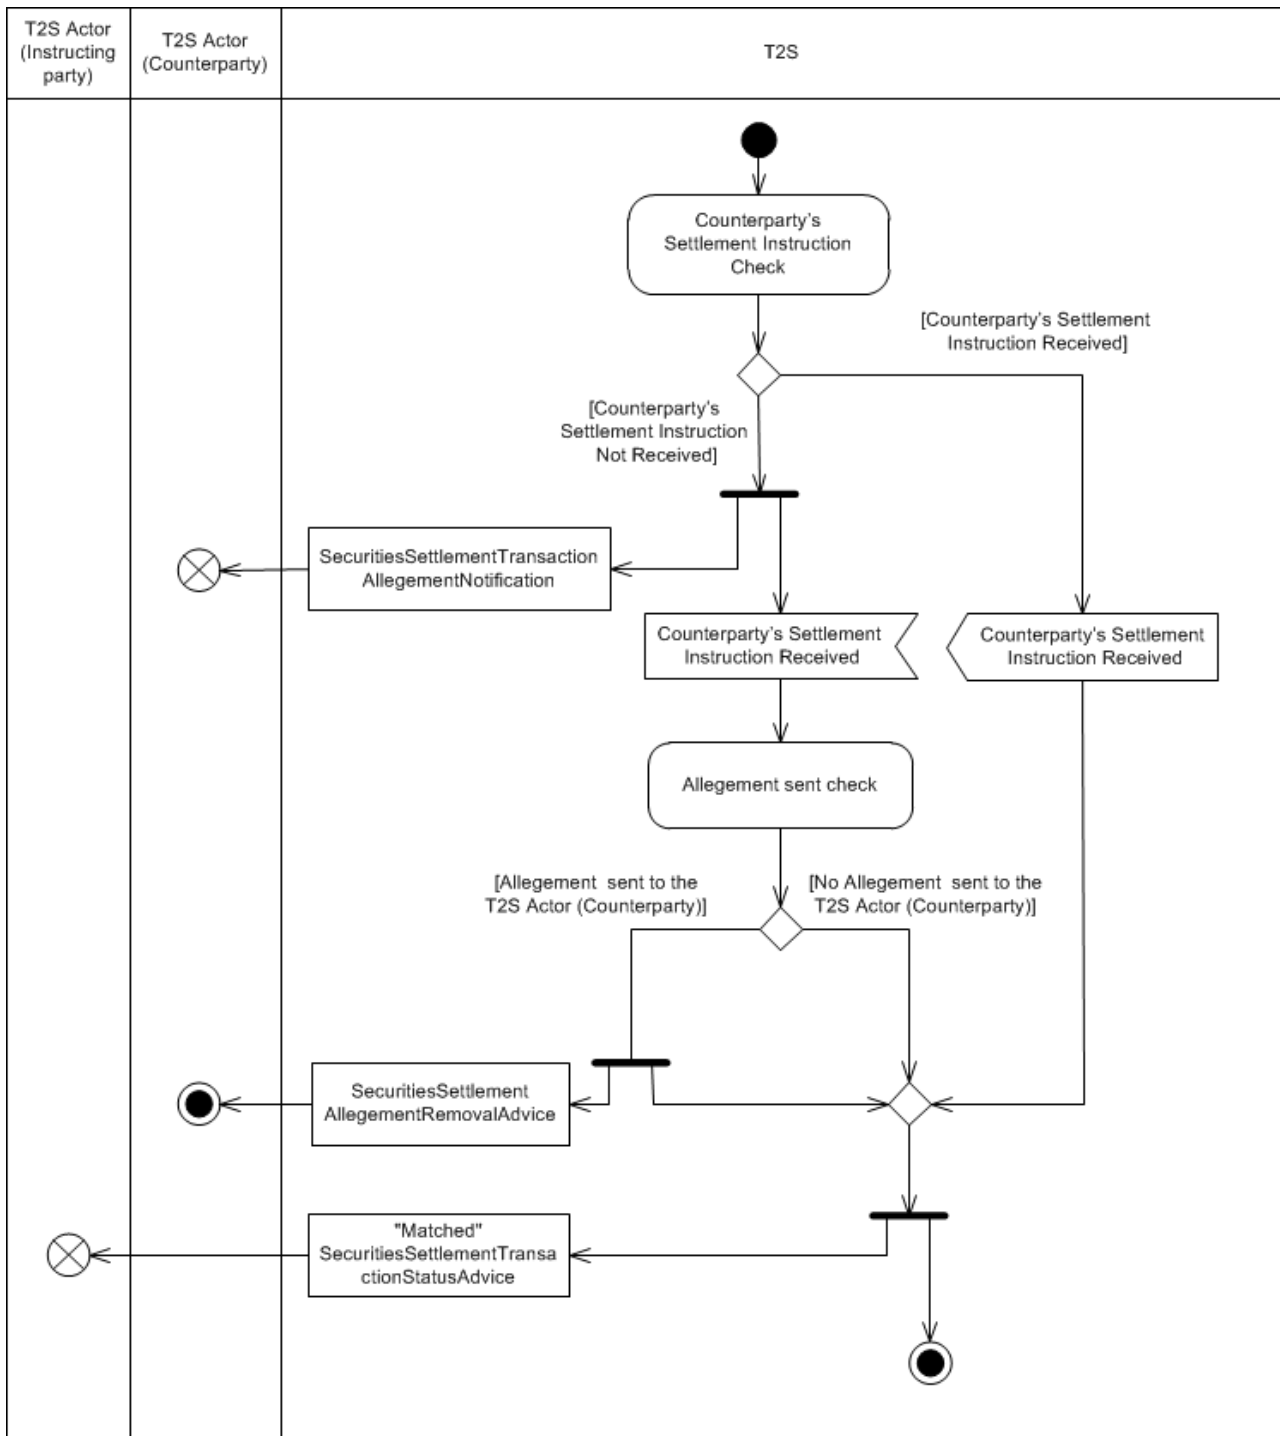 T2S Actor
(Instructing
party)
T2S Actor
(Counterparty)
T2S
Counterparty's
Settlement Instruction
Check
[Counterparty's Settlement
Instruction Received]
[Counterparty's
Settlement Instruction
Not Received]
SecuritiesSettlementTransaction
AllegementNotification
Counterparty's Settlement
Instruction Received
Counterparty's Settlement
Instruction Received
Allegement sent check
[Allegement sent to the
T2S Actor (Counterparty)]
[No Allegement sent to the
T2S Actor (Counterparty)]
SecuritiesSettlement
AllegementRemovalAdvice
"Matched"
SecuritiesSettlementTransa
ctionStatusAdvice